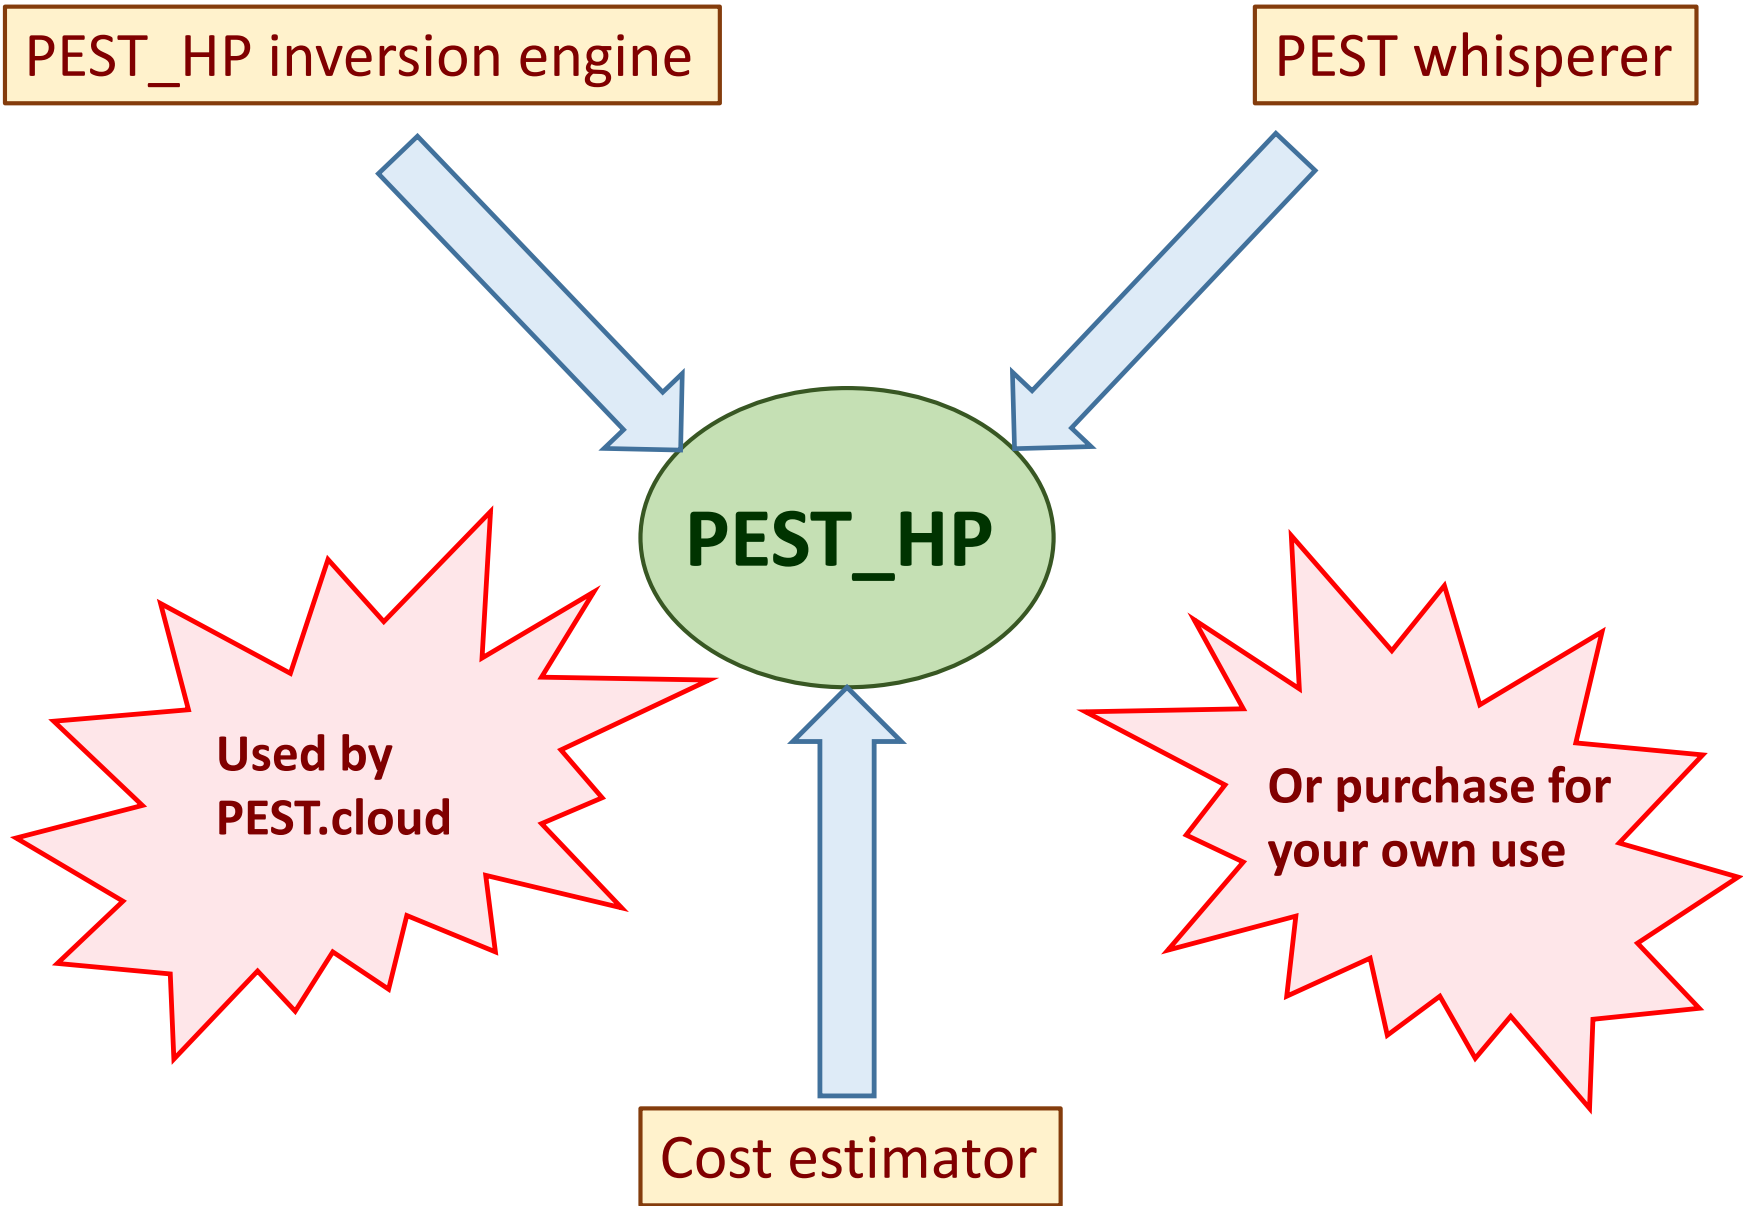 PEST_HP inversion engine
PEST whisperer
PEST_HP
Used by
PEST.cloud
Or purchase for
your own use
Cost estimator